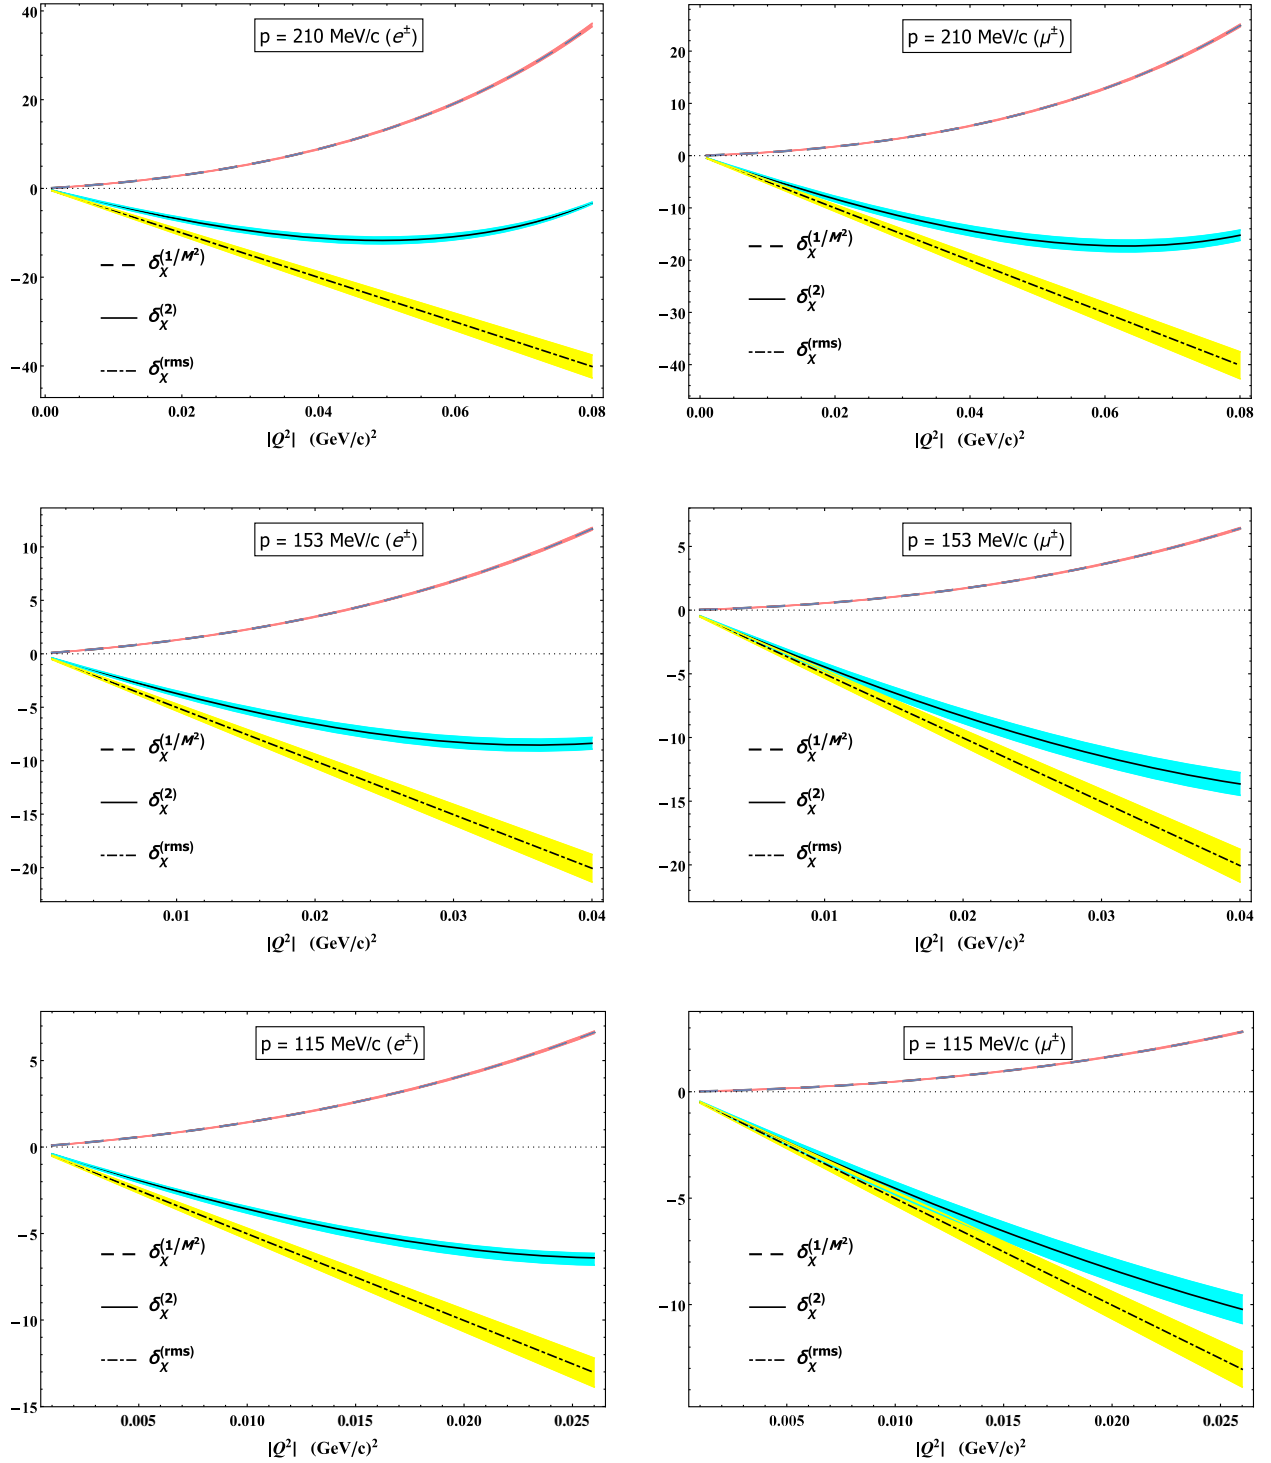 p = 210 MeV/c (e±)
40
20
0
−20
−40
δχ(1/M²)
δχ(2)
δχ(rms)
0.00 0.02 0.04 0.06 0.08
|Q²| (GeV/c)²
p = 210 MeV/c (μ±)
20
10
0
−10
−20
−30
−40
δχ(1/M²)
δχ(2)
δχ(rms)
0.00 0.02 0.04 0.06 0.08
|Q²| (GeV/c)²
p = 153 MeV/c (e±)
10
5
0
−5
−10
−15
−20
δχ(1/M²)
δχ(2)
δχ(rms)
0.01 0.02 0.03 0.04
|Q²| (GeV/c)²
p = 153 MeV/c (μ±)
5
0
−5
−10
−15
−20
δχ(1/M²)
δχ(2)
δχ(rms)
0.01 0.02 0.03 0.04
|Q²| (GeV/c)²
p = 115 MeV/c (e±)
5
0
−5
−10
−15
δχ(1/M²)
δχ(2)
δχ(rms)
0.005 0.010 0.015 0.020 0.025
|Q²| (GeV/c)²
p = 115 MeV/c (μ±)
0
−5
−10
δχ(1/M²)
δχ(2)
δχ(rms)
0.005 0.010 0.015 0.020 0.025
|Q²| (GeV/c)²